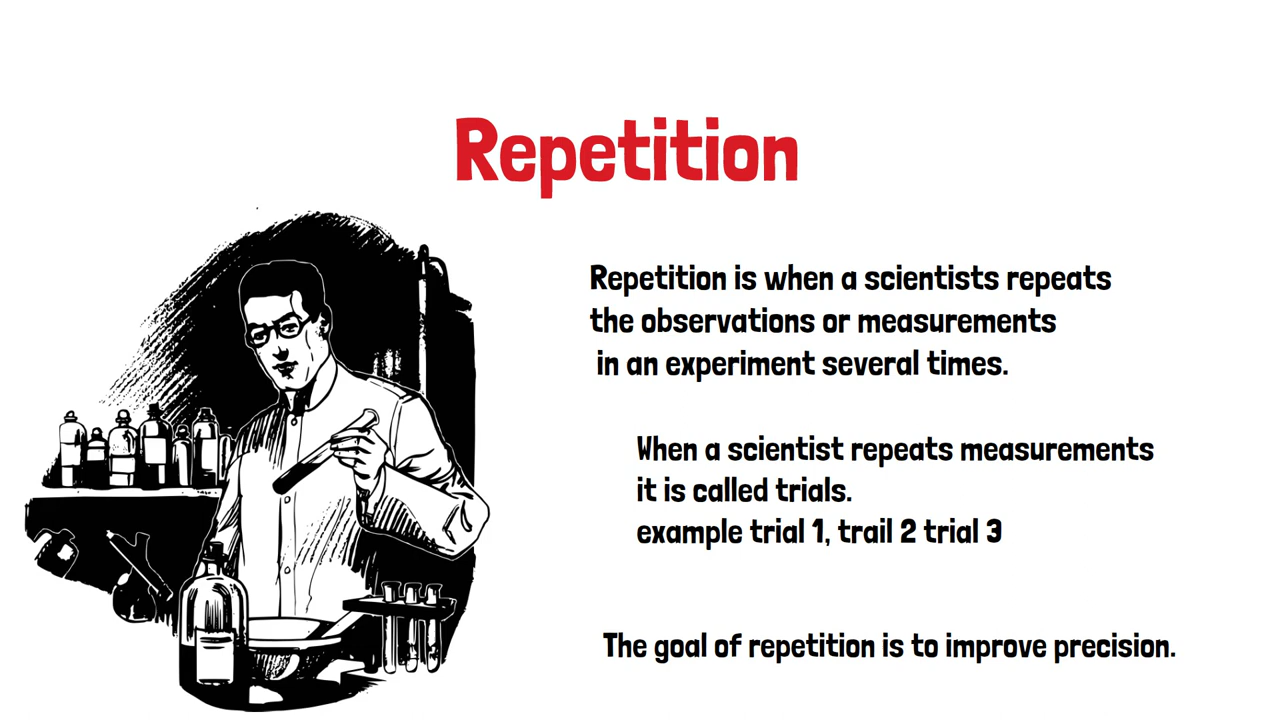 Repetition
Repetition is when a scientists repeats
the observations or measurements
in an experiment several times.
When a scientist repeats measurements
it is called trials.
example trial 1, trail 2 trial 3
The goal of repetition is to improve precision.